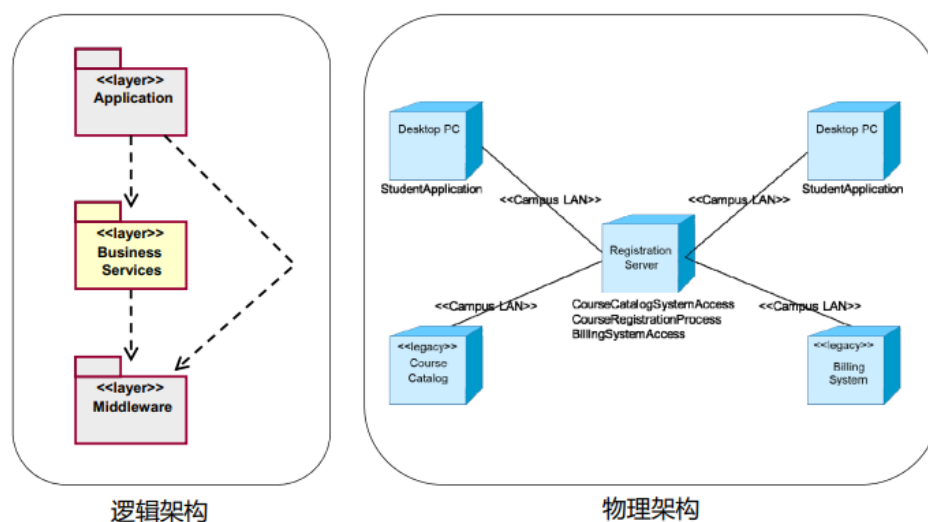 <<layer>>
Application
<<layer>>
Business
Services
<<layer>>
Middleware
逻辑架构
Desktop PC
StudentApplication
Desktop PC
StudentApplication
<<Campus LAN>>
<<Campus LAN>>
Registration
Server
CourseCatalogSystemAccess
CourseRegistrationProcess
BillingSystemAccess
<<Campus LAN>>
<<Campus LAN>>
<<legacy>>
Course
Catalog
<<legacy>>
Billing
System
物理架构